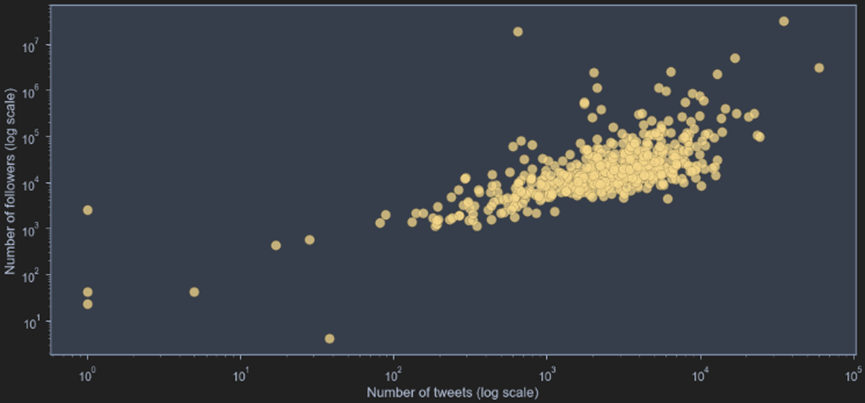 Number of followers (log scale)
10⁷
10⁶
10⁵
10⁴
10³
10²
10¹
10⁰ 10¹ 10² 10³ 10⁴ 10⁵
Number of tweets (log scale)